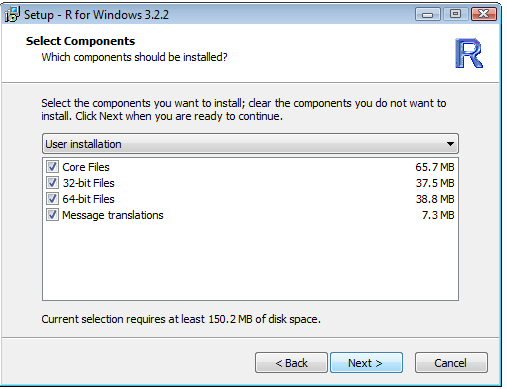 Setup - R for Windows 3.2.2
Select Components
Which components should be installed?
R
Select the components you want to install; clear the components you do not want to
install. Click Next when you are ready to continue.
User installation
Core Files 65.7 MB
32-bit Files 37.5 MB
64-bit Files 38.8 MB
Message translations 7.3 MB
Current selection requires at least 150.2 MB of disk space.
< Back Next > Cancel